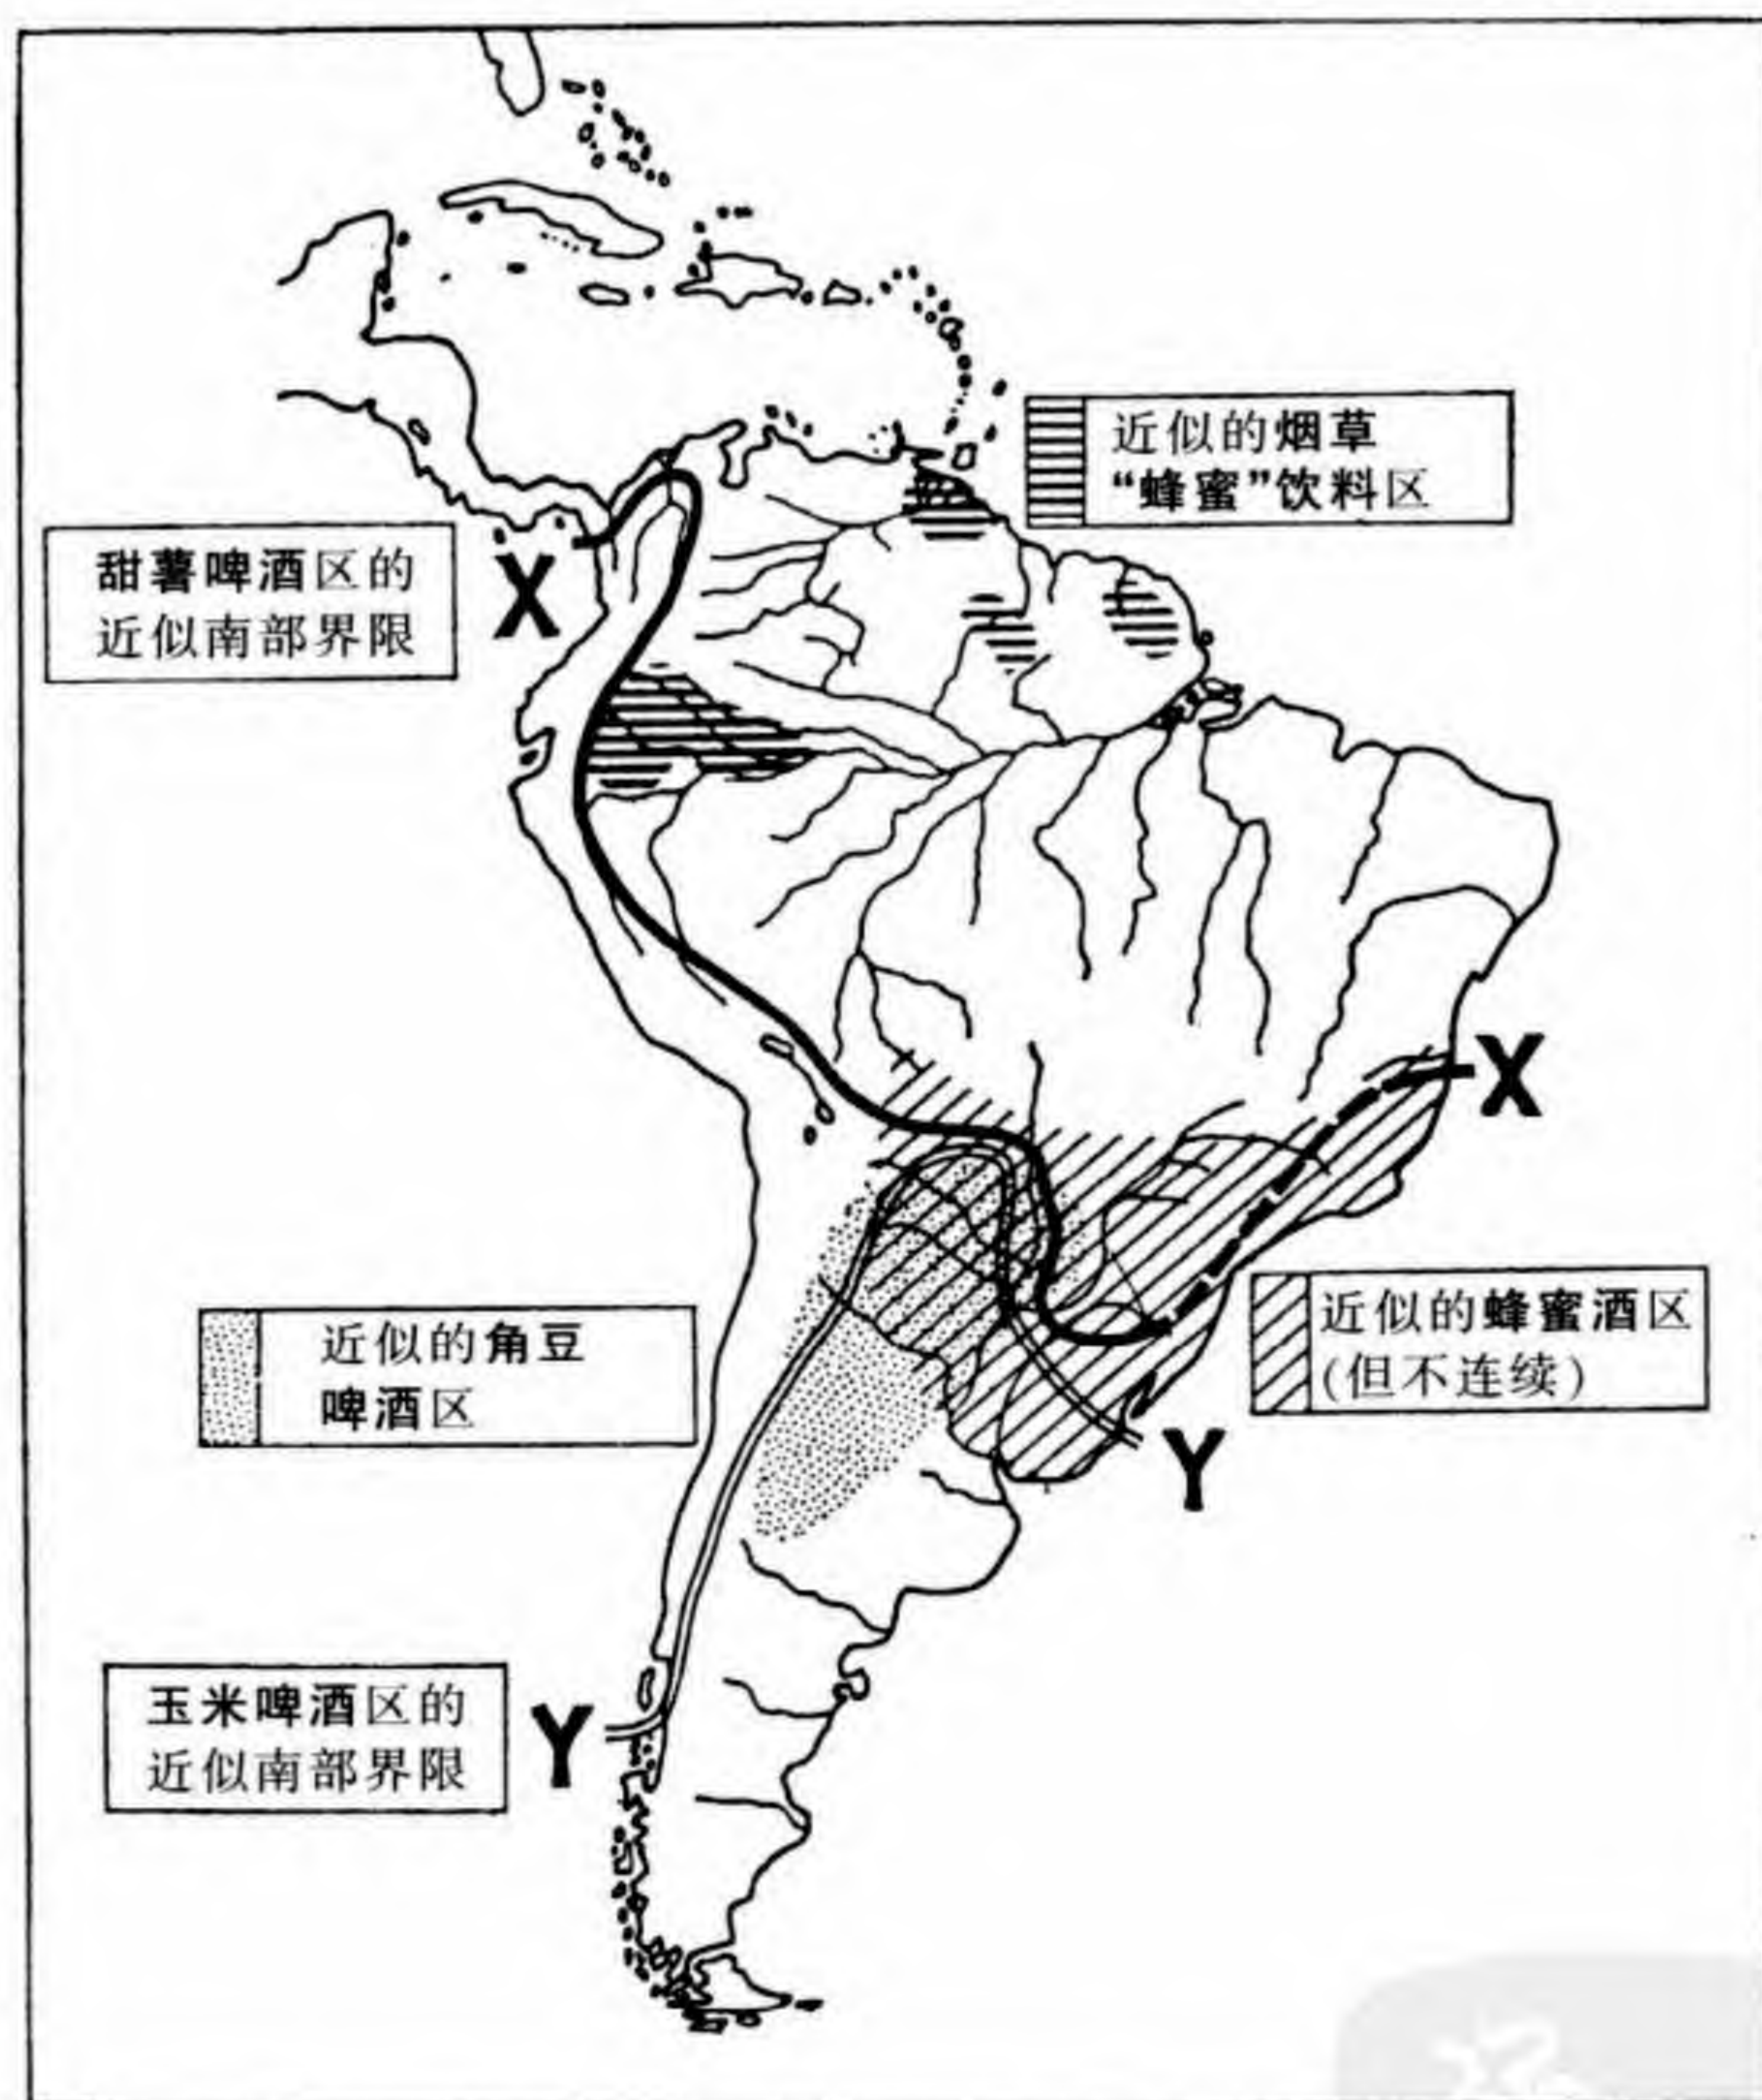 近似的烟草
“蜂蜜”饮料区
甜薯啤酒区的
近似南部界限
X
X
近似的蜂蜜酒区
(但不连续)
近似的角豆
啤酒区
Y
玉米啤酒区的
近似南部界限
Y